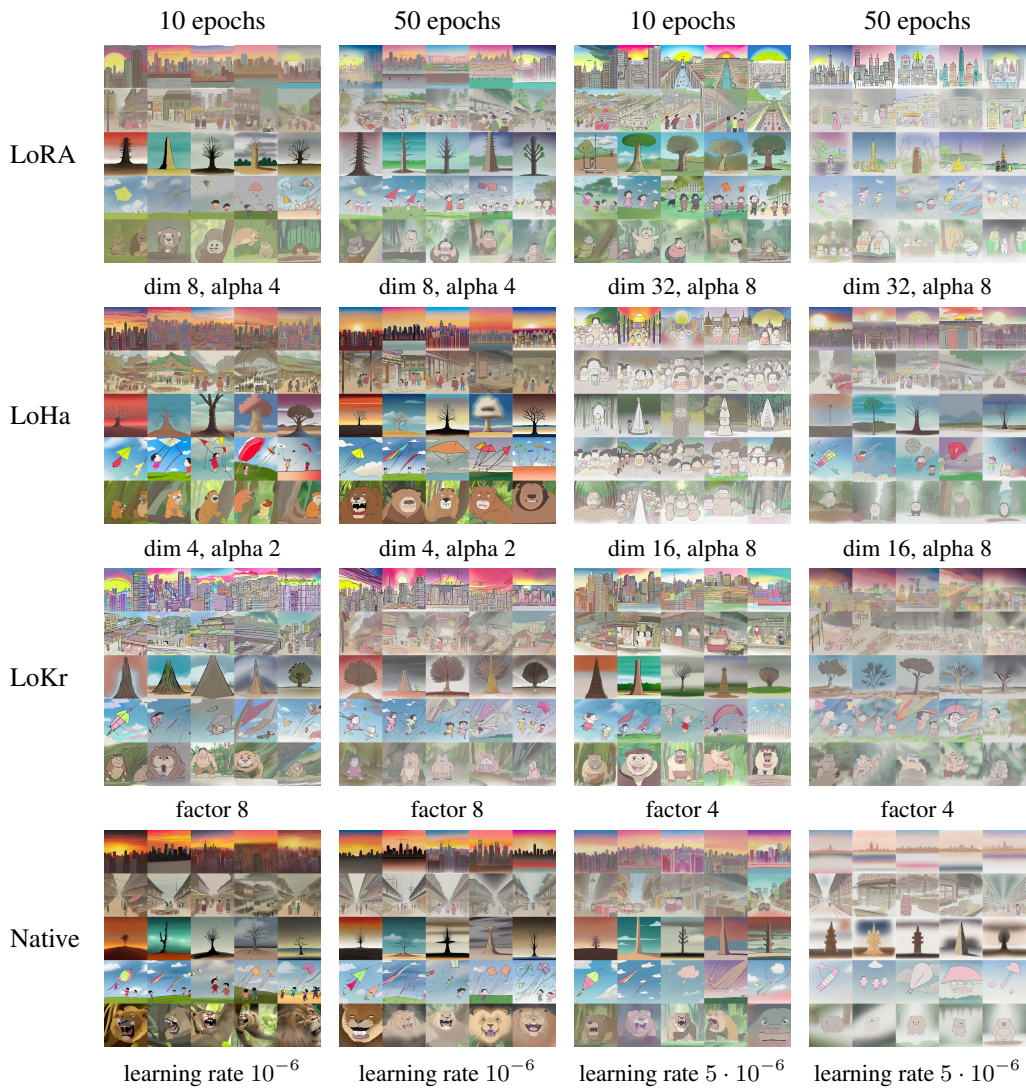 10 epochs 50 epochs 10 epochs 50 epochs
LoRA
dim 8, alpha 4 dim 8, alpha 4 dim 32, alpha 8 dim 32, alpha 8
LoHa
dim 4, alpha 2 dim 4, alpha 2 dim 16, alpha 8 dim 16, alpha 8
LoKr
factor 8 factor 8 factor 4 factor 4
Native
learning rate 10⁻⁶ learning rate 10⁻⁶ learning rate 5 · 10⁻⁶ learning rate 5 · 10⁻⁶